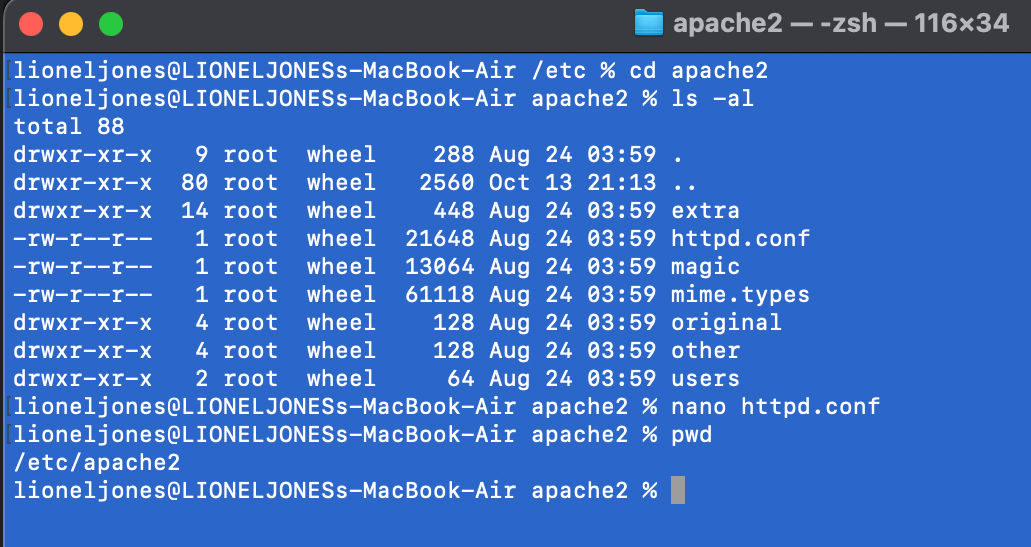 apache2 — -zsh — 116×34
lioneljones@LIONELJONESs-MacBook-Air /etc % cd apache2
lioneljones@LIONELJONESs-MacBook-Air apache2 % ls -al
total 88
drwxr-xr-x   9 root  wheel    288 Aug 24 03:59 .
drwxr-xr-x  80 root  wheel   2560 Oct 13 21:13 ..
drwxr-xr-x  14 root  wheel    448 Aug 24 03:59 extra
-rw-r--r--   1 root  wheel  21648 Aug 24 03:59 httpd.conf
-rw-r--r--   1 root  wheel  13064 Aug 24 03:59 magic
-rw-r--r--   1 root  wheel  61118 Aug 24 03:59 mime.types
drwxr-xr-x   4 root  wheel    128 Aug 24 03:59 original
drwxr-xr-x   4 root  wheel    128 Aug 24 03:59 other
drwxr-xr-x   2 root  wheel     64 Aug 24 03:59 users
lioneljones@LIONELJONESs-MacBook-Air apache2 % nano httpd.conf
lioneljones@LIONELJONESs-MacBook-Air apache2 % pwd
/etc/apache2
lioneljones@LIONELJONESs-MacBook-Air apache2 %